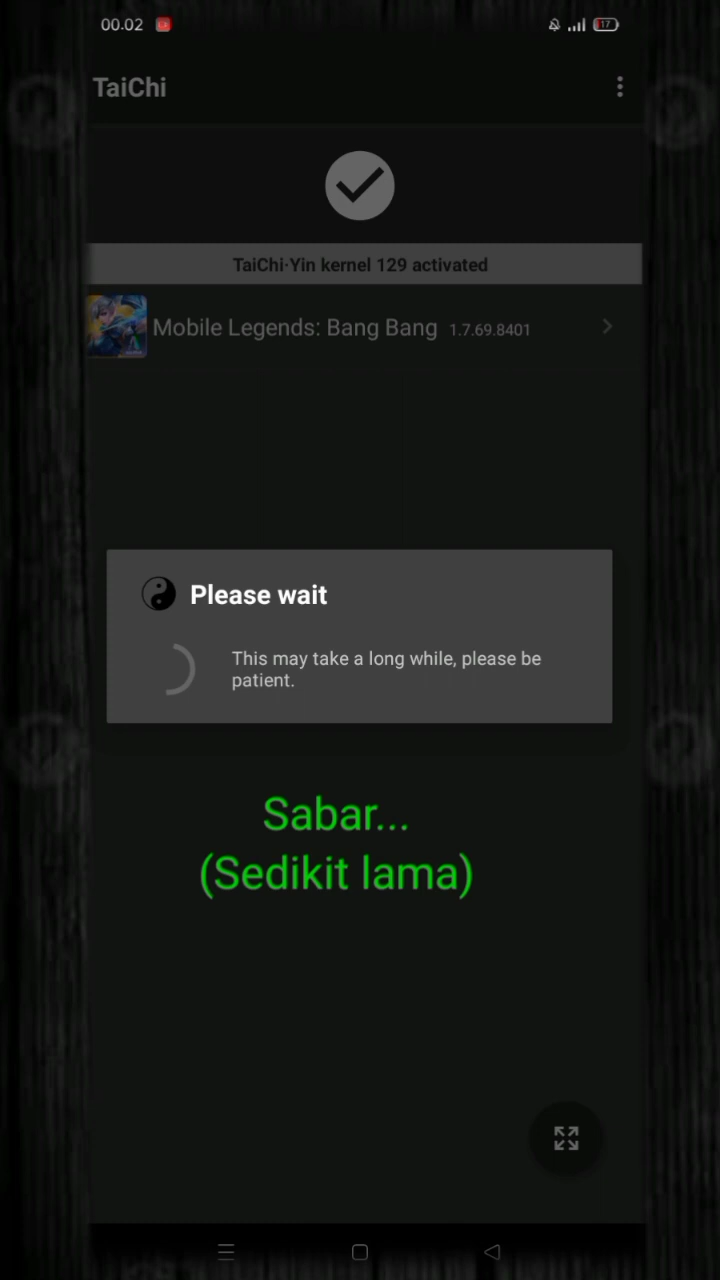 00.02
17
TaiChi
TaiChi·Yin kernel 129 activated
Mobile Legends: Bang Bang 1.7.69.8401
Please wait
This may take a long while, please be
patient.
Sabar...
(Sedikit lama)